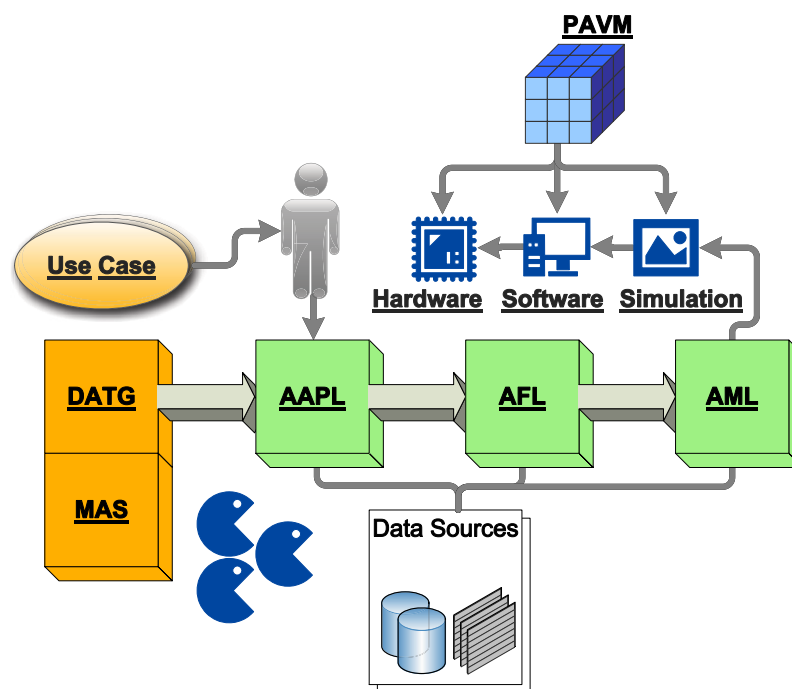 PAVM
Use Case
Hardware
Software
Simulation
DATG
AAPL
AFL
AML
MAS
Data Sources